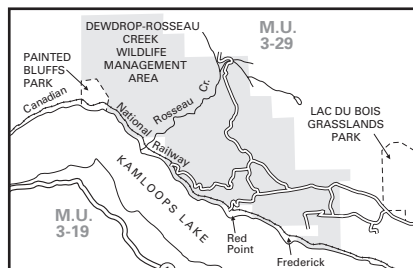 DEWDROP-ROSSEAU
CREEK
WILDLIFE
MANAGEMENT
AREA
M.U.
3-29
PAINTED
BLUFFS
PARK
Canadian
National
Railway
Rosseau Cr.
LAC DU BOIS
GRASSLANDS
PARK
KAMLOOPS LAKE
M.U.
3-19
Red
Point
Frederick